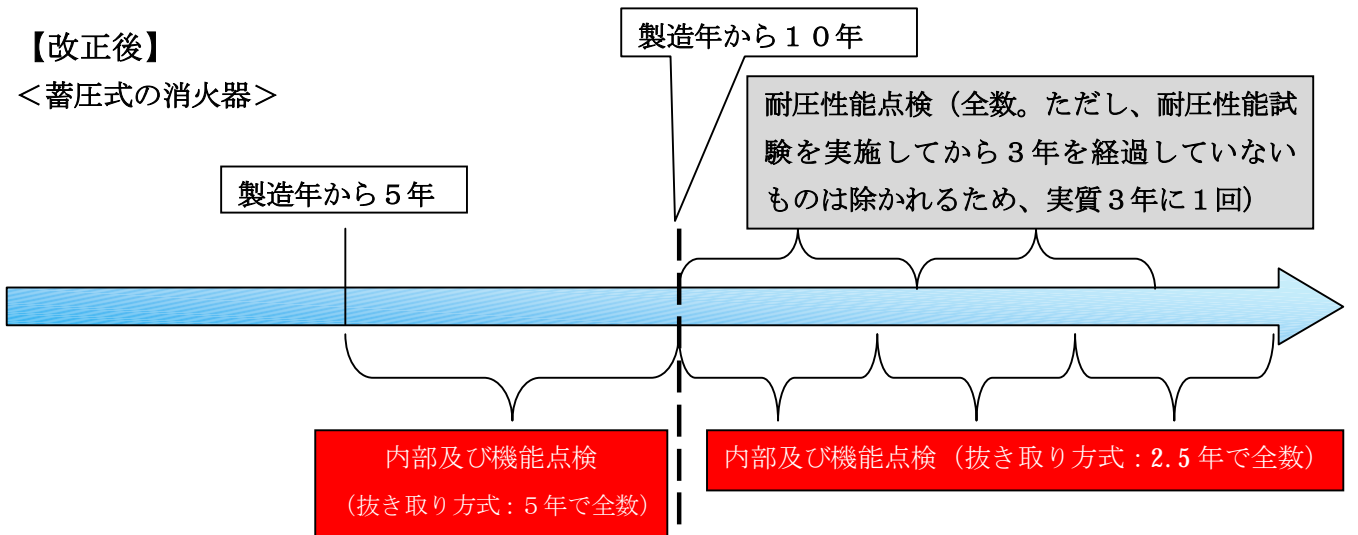 【改正後】
＜蓄圧式の消火器＞
製造年から１０年
耐圧性能点検（全数。ただし、耐圧性能試
験を実施してから３年を経過していない
ものは除かれるため、実質３年に１回）
製造年から５年
内部及び機能点検
（抜き取り方式：５年で全数）
内部及び機能点検（抜き取り方式：2.5 年で全数）